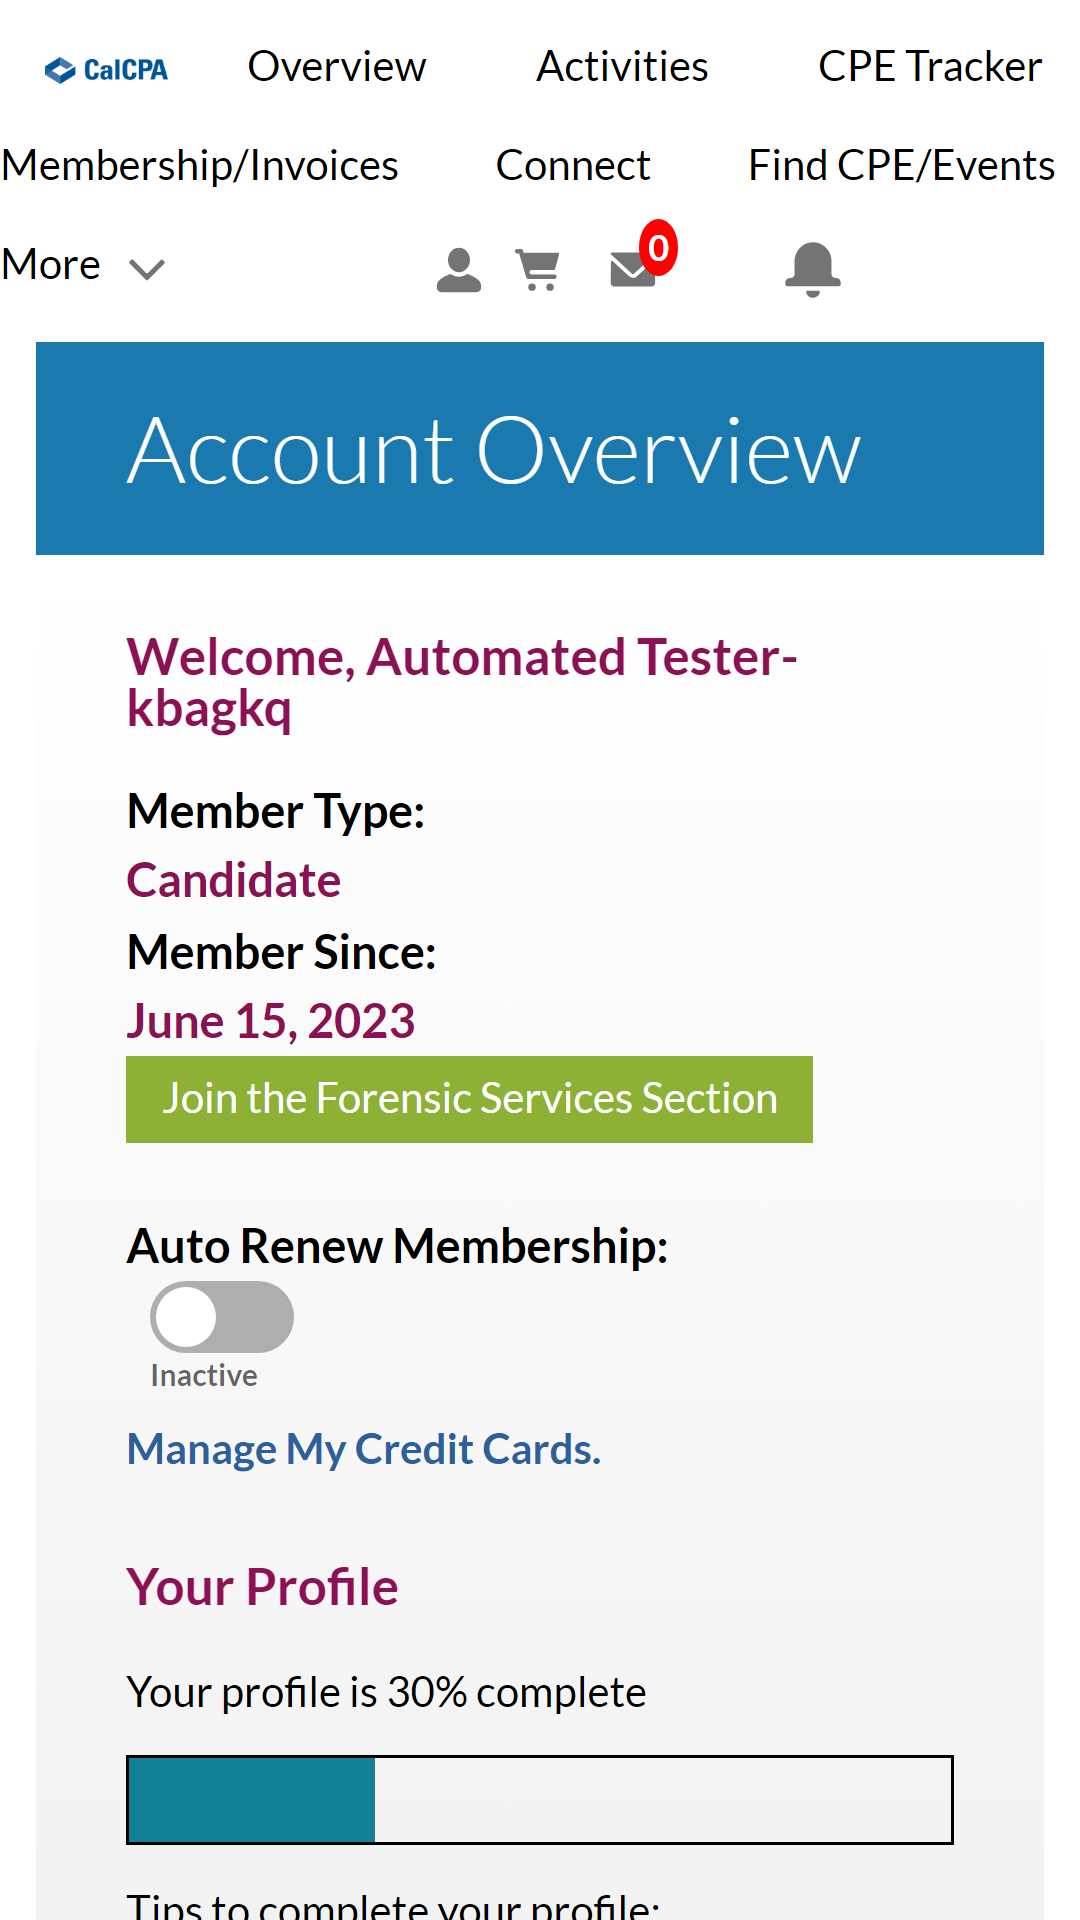 CalCPA Overview Activities CPE Tracker
Membership/Invoices Connect Find CPE/Events
More 0
Account Overview
Welcome, Automated Tester-
kbagkq
Member Type:
Candidate
Member Since:
June 15, 2023
Join the Forensic Services Section
Auto Renew Membership:
Inactive
Manage My Credit Cards.
Your Profile
Your profile is 30% complete
Tips to complete your profile: